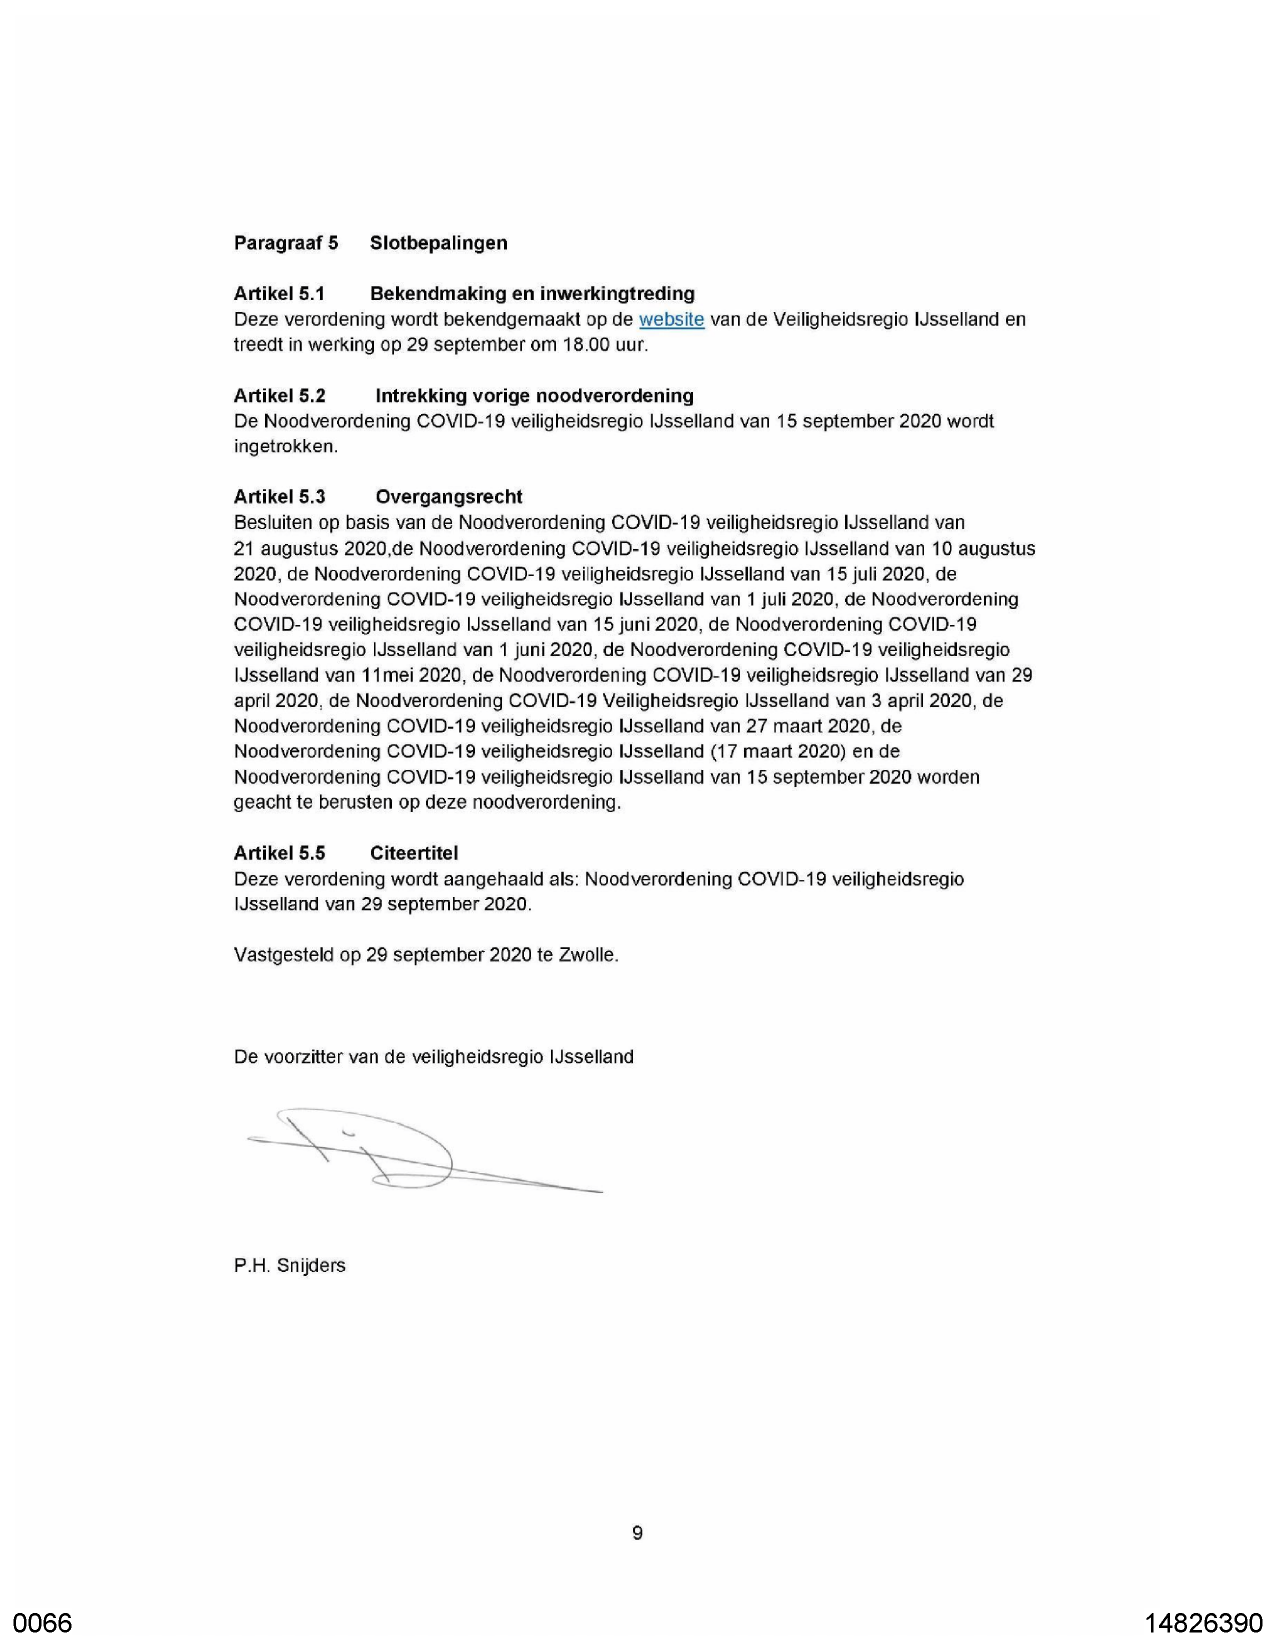 Paragraaf 5 Slotbepalingen
Artikel 5.1 Bekendmaking en inwerkingtreding
Deze verordening wordt bekendgemaakt op de website van de Veiligheidsregio IJsselland en
treedt in werking op 29 september om 18.00 uur.
Artikel 5.2 Intrekking vorige noodverordening
De Noodverordening COVID-19 veiligheidsregio IJsselland van 15 september 2020 wordt
ingetrokken.
Artikel 5.3 Overgangsrecht
Besluiten op basis van de Noodverordening COVID-19 veiligheidsregio IJsselland van
21 augustus 2020,de Noodverordening COVID-19 veiligheidsregio IJsselland van 10 augustus
2020, de Noodverordening COVID-19 veiligheidsregio IJsselland van 15 juli 2020, de
Noodverordening COVID-19 veiligheidsregio IJsselland van 1 juli 2020, de Noodverordening
COVID-19 veiligheidsregio IJsselland van 15 juni 2020, de Noodverordening COVID-19
veiligheidsregio IJsselland van 1 juni 2020, de Noodverordening COVID-19 veiligheidsregio
IJsselland van 11mei 2020, de Noodverordening COVID-19 veiligheidsregio IJsselland van 29
april 2020, de Noodverordening COVID-19 Veiligheidsregio IJsselland van 3 april 2020, de
Noodverordening COVID-19 veiligheidsregio IJsselland van 27 maart 2020, de
Noodverordening COVID-19 veiligheidsregio IJsselland (17 maart 2020) en de
Noodverordening COVID-19 veiligheidsregio IJsselland van 15 september 2020 worden
geacht te berusten op deze noodverordening.
Artikel 5.5 Citeertitel
Deze verordening wordt aangehaald als: Noodverordening COVID-19 veiligheidsregio
IJsselland van 29 september 2020.
Vastgesteld op 29 september 2020 te Zwolle.
De voorzitter van de veiligheidsregio IJsselland
P.H. Snijders
9
0066
14826390